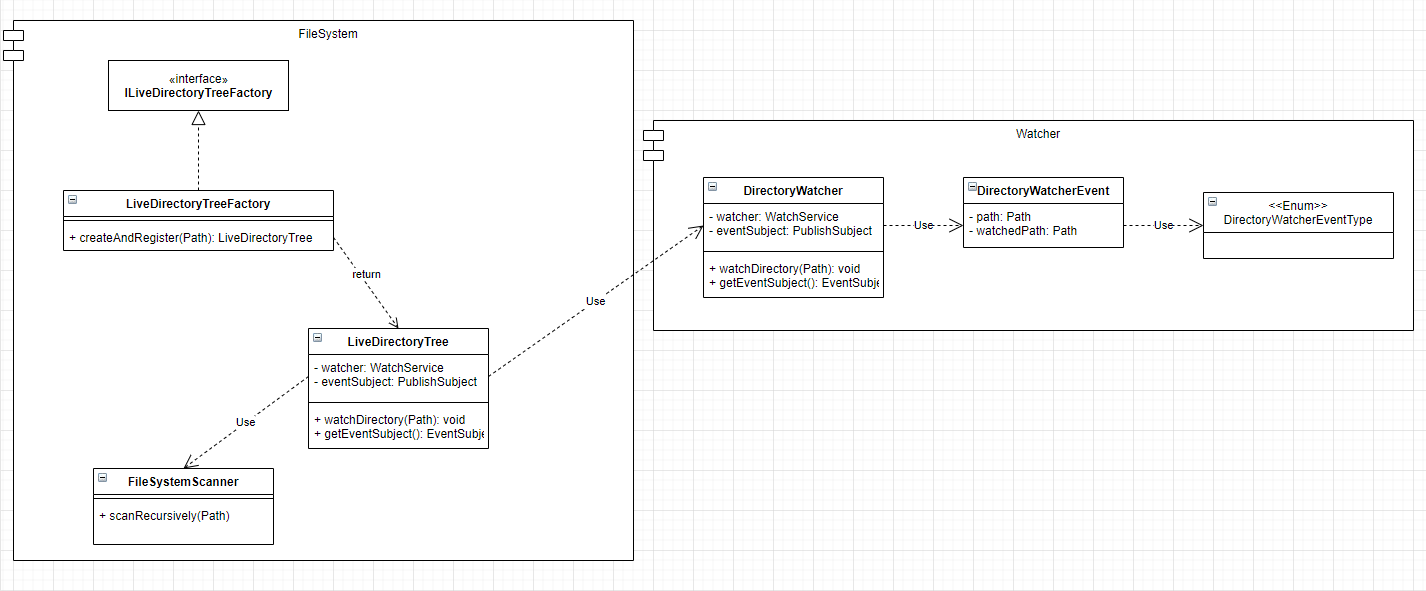 FileSystem
«interface»
ILiveDirectoryTreeFactory
LiveDirectoryTreeFactory
+ createAndRegister(Path): LiveDirectoryTree
return
LiveDirectoryTree
- watcher: WatchService
- eventSubject: PublishSubject
+ watchDirectory(Path): void
+ getEventSubject(): EventSubje
Use
FileSystemScanner
+ scanRecursively(Path)
Use
Watcher
DirectoryWatcher
- watcher: WatchService
- eventSubject: PublishSubject
+ watchDirectory(Path): void
+ getEventSubject(): EventSubje
Use
DirectoryWatcherEvent
- path: Path
- watchedPath: Path
Use
<<Enum>>
DirectoryWatcherEventType